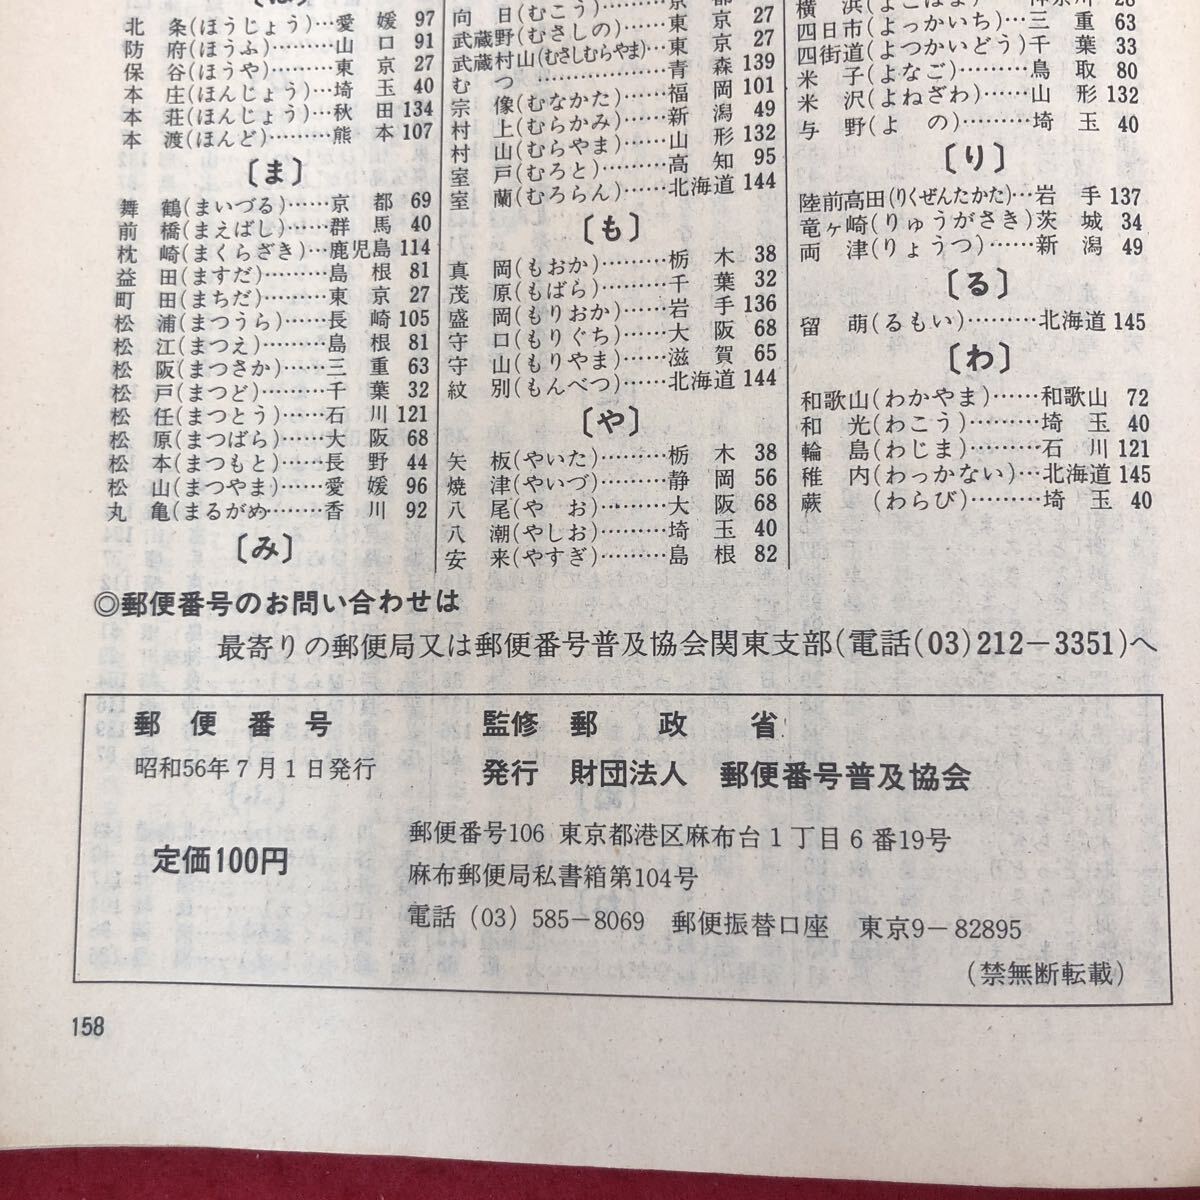 北条(ほうじょう)……愛媛 97
防府(ほうふ)………山口 91
保谷(ほうや)………東京 27
本庄(ほんじょう)……埼玉 40
本荘(ほんじょう)……秋田 134
本渡(ほんど)………熊本 107
〔ま〕
舞鶴(まいづる)……京都 69
前橋(まえばし)……群馬 40
枕崎(まくらざき)…鹿児島 114
益田(ますだ)………島根 81
町田(まちだ)………東京 27
松浦(まつうら)……長崎 105
松江(まつえ)………島根 81
松阪(まつさか)……三重 63
松戸(まつど)………千葉 32
松任(まつとう)……石川 121
松原(まつばら)……大阪 68
松本(まつもと)……長野 44
松山(まつやま)……愛媛 96
丸亀(まるがめ………香川 92
〔み〕
向日(むこう)………京都
武蔵野(むさしの)……東京 27
武蔵村山(むさしむらやま)…東京 27
むつ………………青森 139
宗像(むなかた)……福岡 101
村上(むらかみ)……新潟 49
村山(むらやま)……山形 132
室戸(むろと)………高知 95
室蘭(むろらん)……北海道 144
〔も〕
真岡(もおか)………栃木 38
茂原(もばら)………千葉 32
盛岡(もりおか)……岩手 136
守口(もりぐち)……大阪 68
守山(もりやま)……滋賀 65
紋別(もんべつ)……北海道 144
〔や〕
矢板(やいた)………栃木 38
焼津(やいづ)………静岡 56
八尾(やお)………大阪 68
八潮(やしお)………埼玉 40
安来(やすぎ)………島根 82
横浜(よこはま)……神奈川 28
四日市(よっかいち)…三重 63
四街道(よつかいどう)千葉 33
米子(よなご)………鳥取 80
米沢(よねざわ)……山形 132
与野(よの)………埼玉 40
〔り〕
陸前高田(りくぜんたかた)…岩手 137
竜ヶ崎(りゅうがさき)茨城 34
両津(りょうつ)……新潟 49
〔る〕
留萌(るもい)………北海道 145
〔わ〕
和歌山(わかやま)……和歌山 72
和光(わこう)………埼玉 40
輪島(わじま)………石川 121
稚内(わっかない)…北海道 145
蕨(わらび)………埼玉 40
◎郵便番号のお問い合わせは
最寄りの郵便局又は郵便番号普及協会関東支部(電話(03)212−3351)へ
郵便番号
昭和56年7月1日発行
定価100円
監修 郵政省
発行 財団法人 郵便番号普及協会
郵便番号106 東京都港区麻布台1丁目6番19号
麻布郵便局私書箱第104号
電話(03)585−8069 郵便振替口座 東京9−82895
(禁無断転載)
158